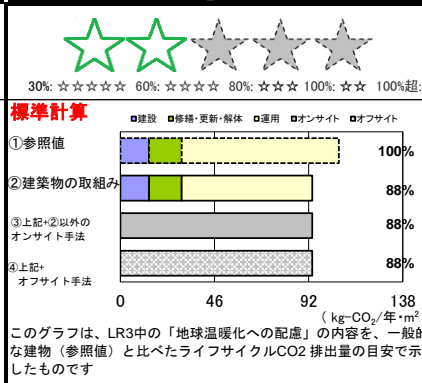 30%: ☆☆☆☆☆ 60%: ☆☆☆☆ 80%: ☆☆☆ 100%: ☆☆ 100%超:
標準計算
■建設 ■修繕・更新・解体 □運用 ■オンサイト ■オフサイト
①参照値
100%
②建築物の取組み
88%
③上記+②以外の
オンサイト手法
88%
④上記+
オフサイト手法
88%
0 46 92 138
( kg-CO2/年・m²
このグラフは、LR3中の「地球温暖化への配慮」の内容を、一般的
な建物（参照値）と比べたライフサイクルCO2 排出量の目安で示
したものです